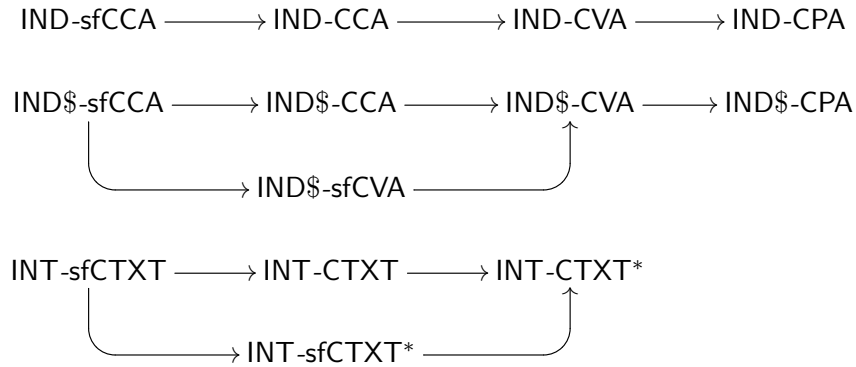 IND-sfCCA IND-CCA IND-CVA IND-CPA
IND$-sfCCA IND$-CCA IND$-CVA IND$-CPA
IND$-sfCVA
INT-sfCTXT INT-CTXT INT-CTXT*
INT-sfCTXT*